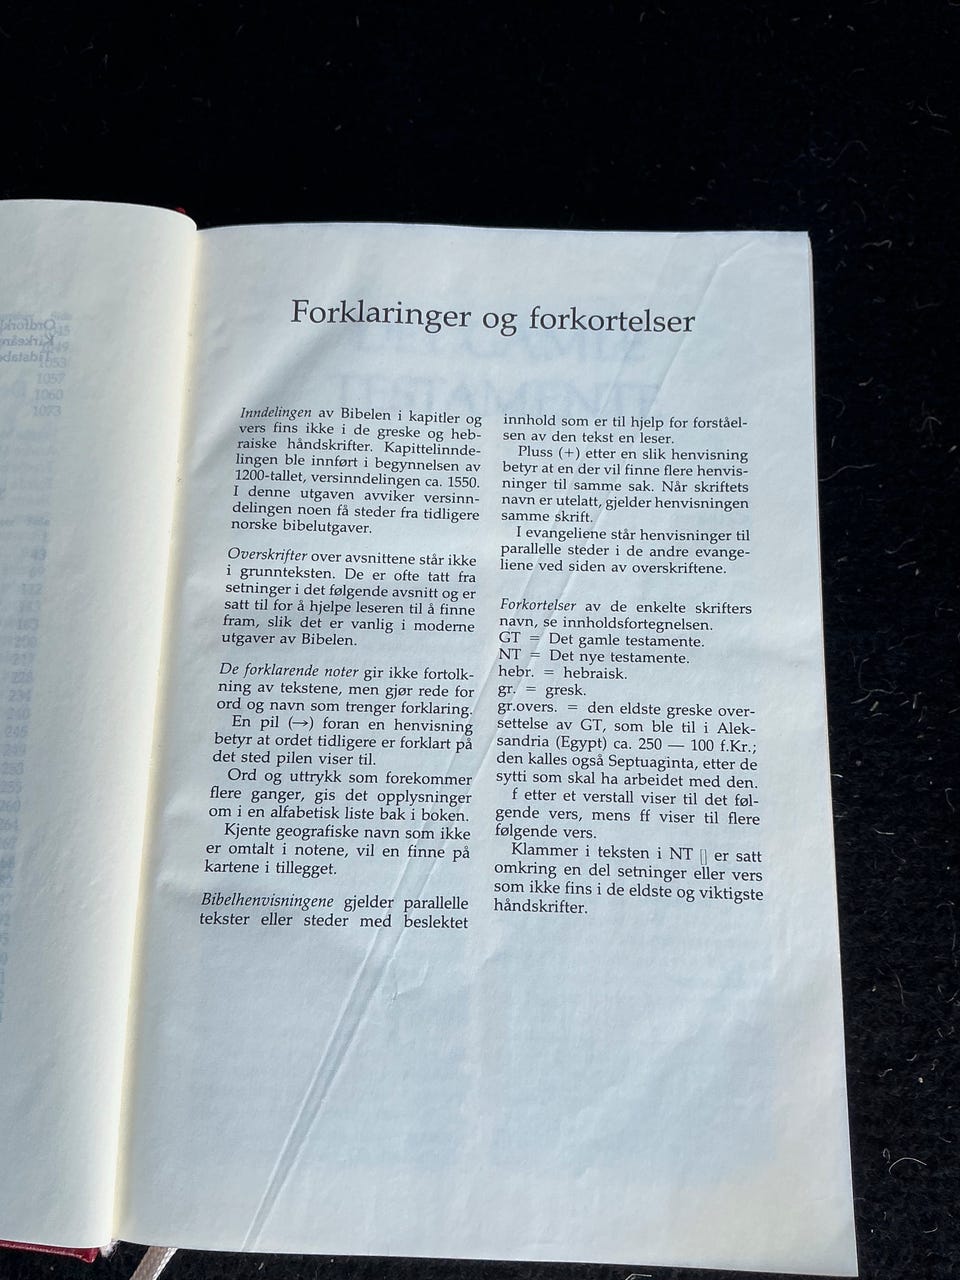 Forklaringer og forkortelser
Inndelingen av Bibelen i kapitler og
vers fins ikke i de greske og heb-
raiske håndskrifter. Kapittelinnde-
lingen ble innført i begynnelsen av
1200-tallet, versinndelingen ca. 1550.
I denne utgaven avviker versinn-
delingen noen få steder fra tidligere
norske bibelutgaver.
Overskrifter over avsnittene står ikke
i grunnteksten. De er ofte tatt fra
setninger i det følgende avsnitt og er
satt til for å hjelpe leseren til å finne
fram, slik det er vanlig i moderne
utgaver av Bibelen.
De forklarende noter gir ikke fortolk-
ning av tekstene, men gjør rede for
ord og navn som trenger forklaring.
En pil (→) foran en henvisning
betyr at ordet tidligere er forklart på
det sted pilen viser til.
Ord og uttrykk som forekommer
flere ganger, gis det opplysninger
om i en alfabetisk liste bak i boken.
Kjente geografiske navn som ikke
er omtalt i notene, vil en finne på
kartene i tillegget.
Bibelhenvisningene gjelder parallelle
tekster eller steder med beslektet
innhold som er til hjelp for forståel-
sen av den tekst en leser.
Pluss (+) etter en slik henvisning
betyr at en der vil finne flere henvis-
ninger til samme sak. Når skriftets
navn er utelatt, gjelder henvisningen
samme skrift.
I evangeliene står henvisninger til
parallelle steder i de andre evange-
liene ved siden av overskriftene.
Forkortelser av de enkelte skrifters
navn, se innholdsfortegnelsen.
GT = Det gamle testamente.
NT = Det nye testamente.
hebr. = hebraisk.
gr. = gresk.
gr.overs. = den eldste greske over-
settelse av GT, som ble til i Alek-
sandria (Egypt) ca. 250 — 100 f.Kr.;
den kalles også Septuaginta, etter de
sytti som skal ha arbeidet med den.
f etter et verstall viser til det føl-
gende vers, mens ff viser til flere
følgende vers.
Klammer i teksten i NT [] er satt
omkring en del setninger eller vers
som ikke fins i de eldste og viktigste
håndskrifter.